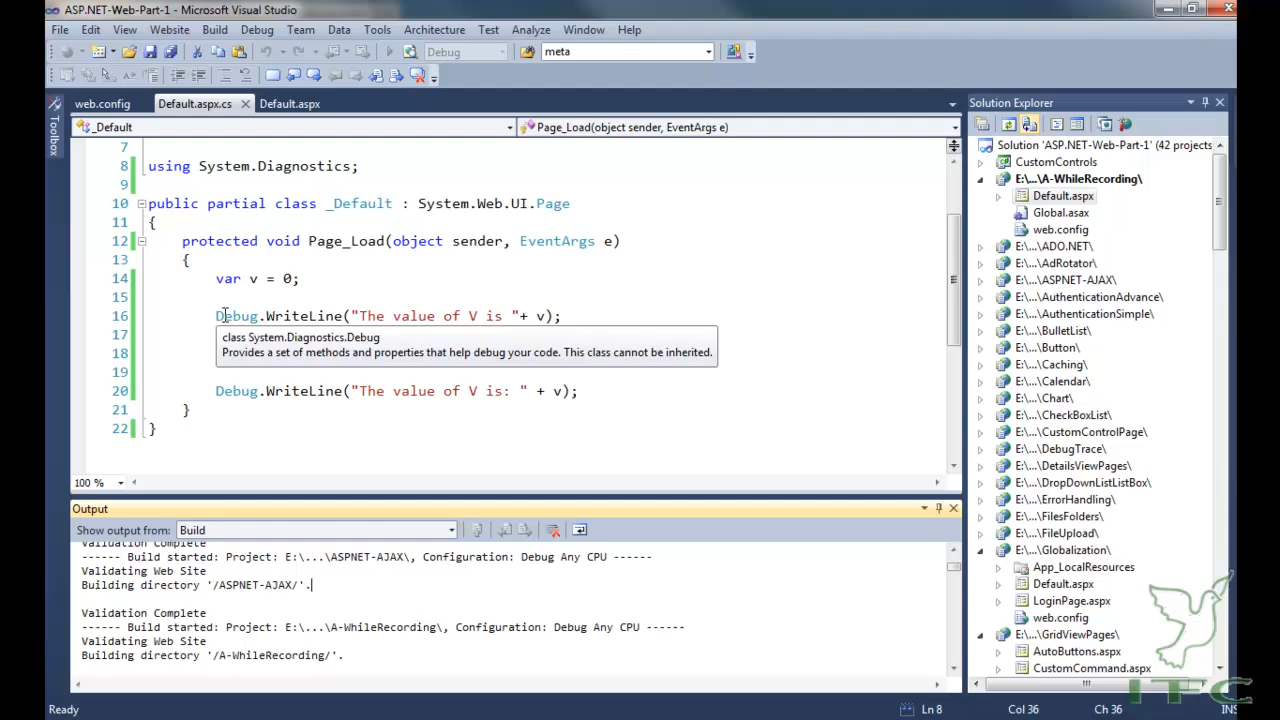 ASP.NET-Web-Part-1 - Microsoft Visual Studio
File Edit View Website Build Debug Team Data Tools Architecture Test Analyze Window Help
Debug meta
web.config Default.aspx.cs Default.aspx
Toolbox
_Default Page_Load(object sender, EventArgs e)
7
8 using System.Diagnostics;
9
10 public partial class _Default : System.Web.UI.Page
11 {
12 protected void Page_Load(object sender, EventArgs e)
13 {
14 var v = 0;
15
16 Debug.WriteLine("The value of V is "+ v);
17 class System.Diagnostics.Debug
18 Provides a set of methods and properties that help debug your code. This class cannot be inherited.
19
20 Debug.WriteLine("The value of V is: " + v);
21 }
22 }
100 %
Output
Show output from: Build
Validation Complete
------ Build started: Project: E:\...\ASPNET-AJAX\, Configuration: Debug Any CPU ------
Validating Web Site
Building directory '/ASPNET-AJAX/'.
Validation Complete
------ Build started: Project: E:\...\A-WhileRecording\, Configuration: Debug Any CPU ------
Validating Web Site
Building directory '/A-WhileRecording/'.
Solution Explorer
Solution 'ASP.NET-Web-Part-1' (42 projects
CustomControls
E:\...\A-WhileRecording\
Default.aspx
Global.asax
web.config
E:\...\ADO.NET\
E:\...\AdRotator\
E:\...\ASPNET-AJAX\
E:\...\AuthenticationAdvance\
E:\...\AuthenticationSimple\
E:\...\BulletList\
E:\...\Button\
E:\...\Caching\
E:\...\Calendar\
E:\...\Chart\
E:\...\CheckBoxList\
E:\...\CustomControlPage\
E:\...\DebugTrace\
E:\...\DetailsViewPages\
E:\...\DropDownListListBox\
E:\...\ErrorHandling\
E:\...\FilesFolders\
E:\...\FileUpload\
E:\...\Globalization\
App_LocalResources
Default.aspx
LoginPage.aspx
web.config
E:\...\GridViewPages\
AutoButtons.aspx
CustomCommand.aspx
ITC
Ready Ln 8 Col 36 Ch 36 INS